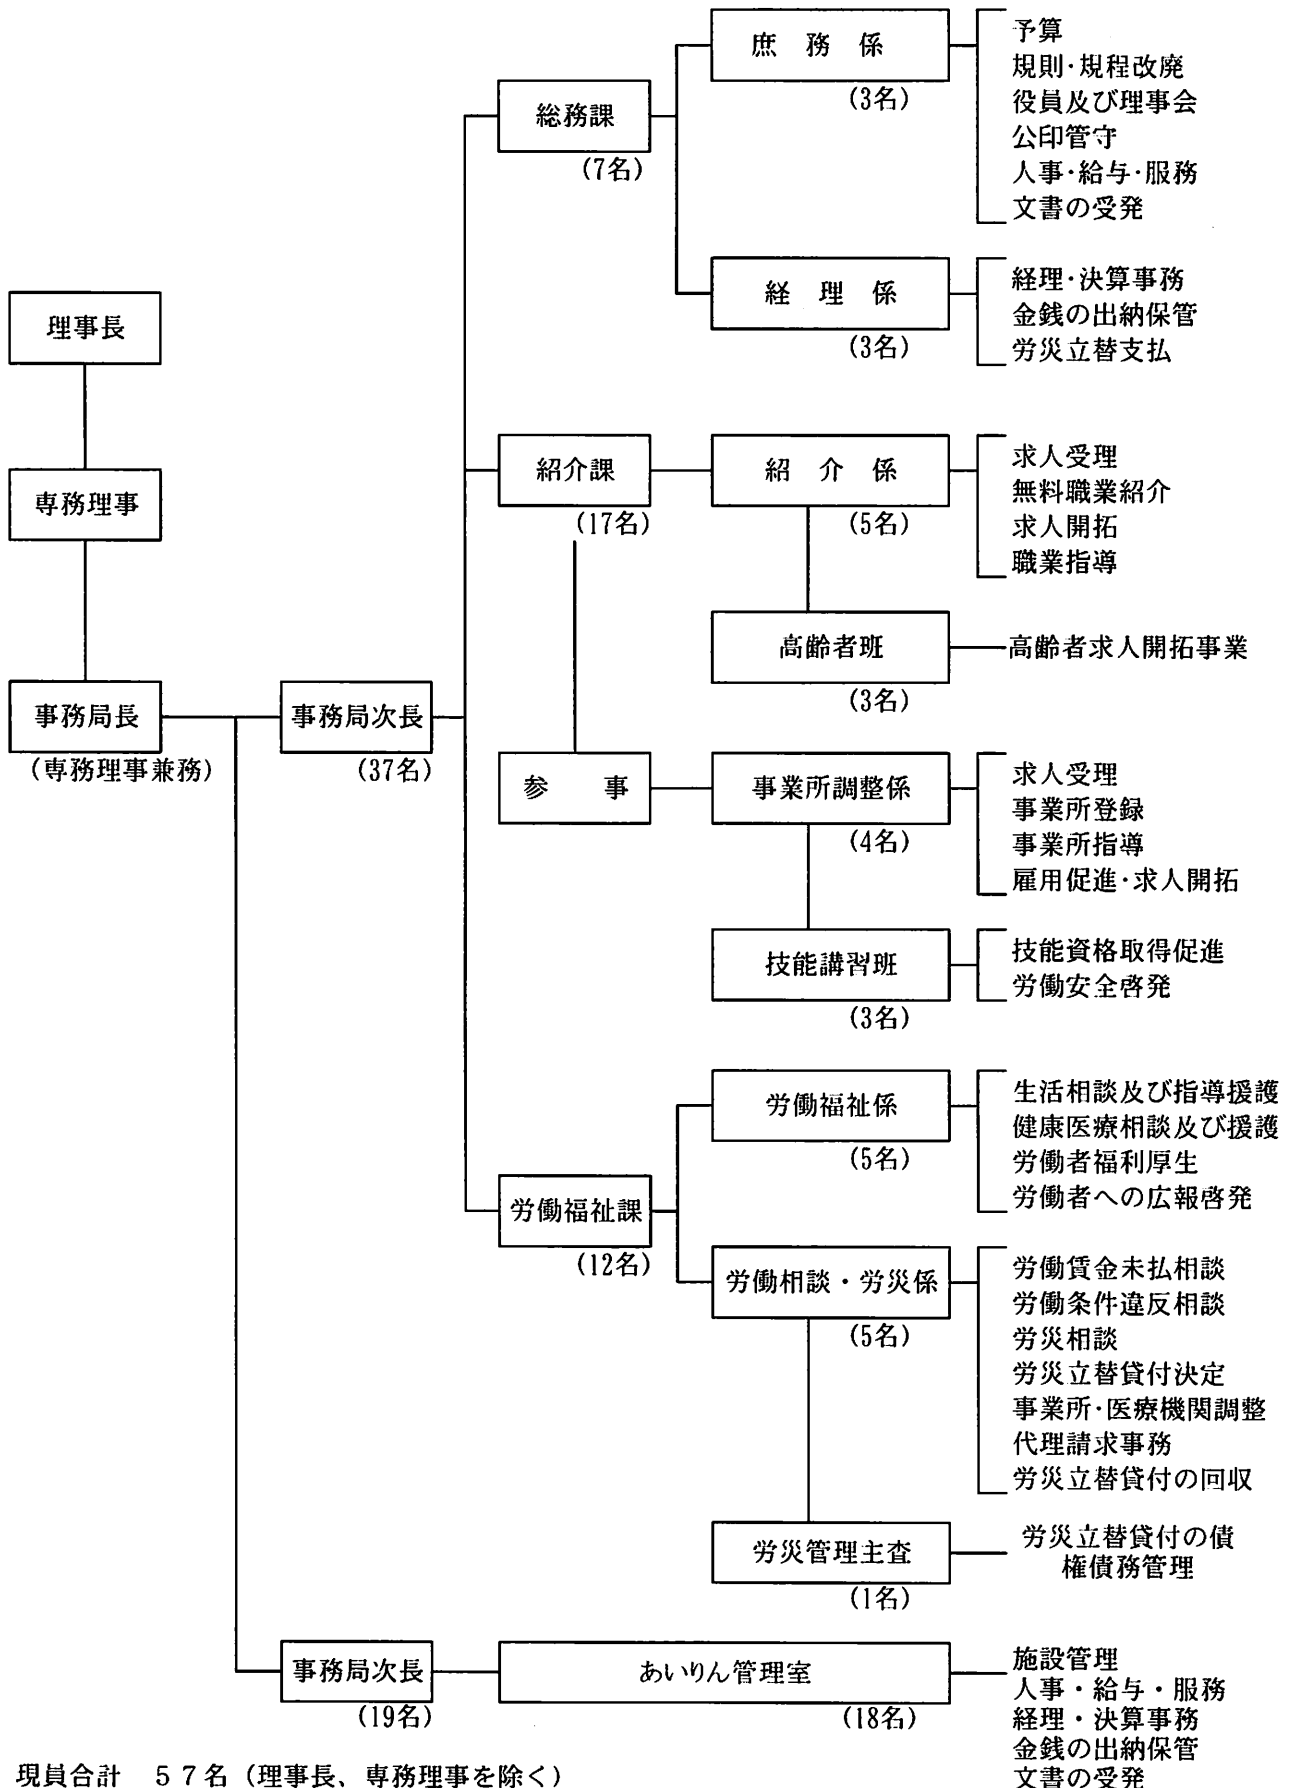 理事長
専務理事
事務局長
(専務理事兼務)
事務局次長
(37名)
総務課
(7名)
庶務係
(3名)
予算
規則・規程改廃
役員及び理事会
公印管守
人事・給与・服務
文書の受発
経理係
(3名)
経理・決算事務
金銭の出納保管
労災立替支払
紹介課
(17名)
紹介係
(5名)
求人受理
無料職業紹介
求人開拓
職業指導
高齢者班
(3名)
高齢者求人開拓事業
参事
事業所調整係
(4名)
求人受理
事業所登録
事業所指導
雇用促進・求人開拓
技能講習班
(3名)
技能資格取得促進
労働安全啓発
労働福祉課
(12名)
労働福祉係
(5名)
生活相談及び指導援護
健康医療相談及び援護
労働者福利厚生
労働者への広報啓発
労働相談・労災係
(5名)
労働賃金未払相談
労働条件違反相談
労災相談
労災立替貸付決定
事業所・医療機関調整
代理請求事務
労災立替貸付の回収
労災管理主査
(1名)
労災立替貸付の債
権債務管理
事務局次長
(19名)
あいりん管理室
(18名)
施設管理
人事・給与・服務
経理・決算事務
金銭の出納保管
文書の受発
現員合計 57名(理事長、専務理事を除く)